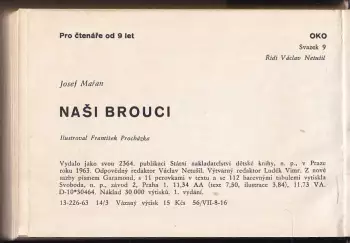 Pro čtenáře od 9 let
OKO
Svazek 9
Řídí Václav Netušil
Josef Mařan
NAŠI BROUCI
Ilustroval František Procházka
Vydalo jako svou 2364. publikaci Státní nakladatelství dětské knihy, n. p., v Praze
roku 1963. Odpovědný redaktor Václav Netušil. Výtvarný redaktor Luděk Vimr. Z nové
sazby písmem Garamond, s 11 perovkami v textu a se 112 barevnými tabulemi vytiskla
Svoboda, n. p., závod 2, Praha 1. 11,34 AA (text 7,50, ilustrace 3,84), 11,73 VA.
D-10*30464. Náklad 30.000 výtisků. 1. vydání.
13-226-63 14/3 Vázaný výtisk 15 Kčs 56/VII-8-16